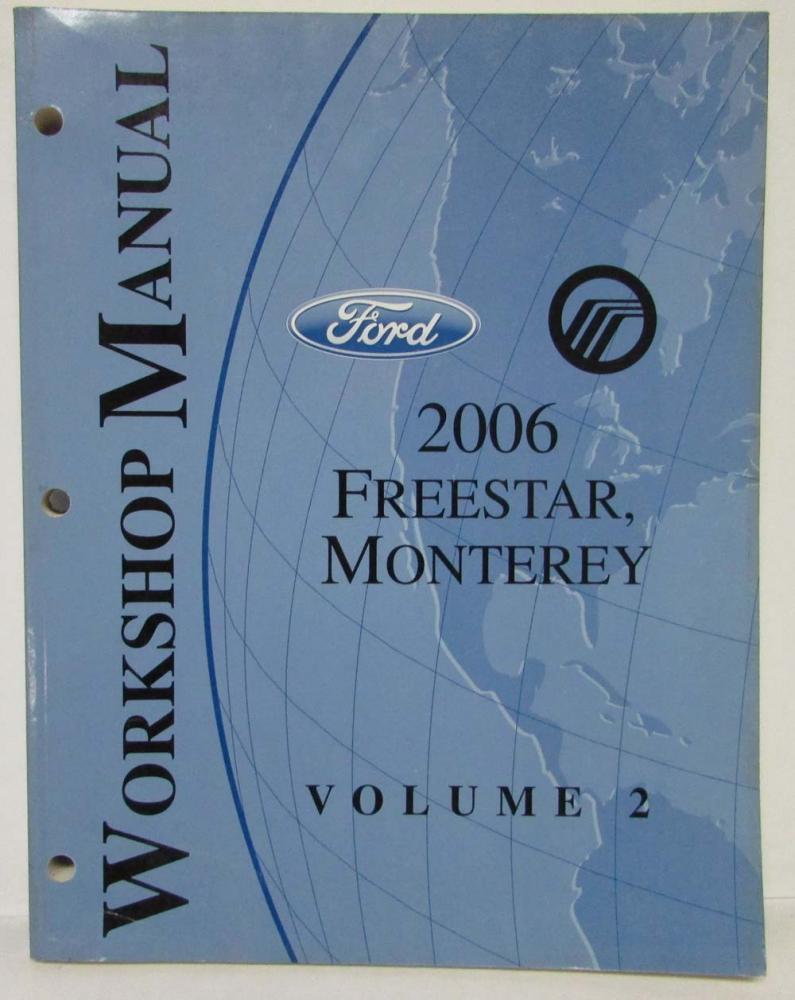 WORKSHOP MANUAL
Ford
2006
FREESTAR,
MONTEREY
VOLUME 2